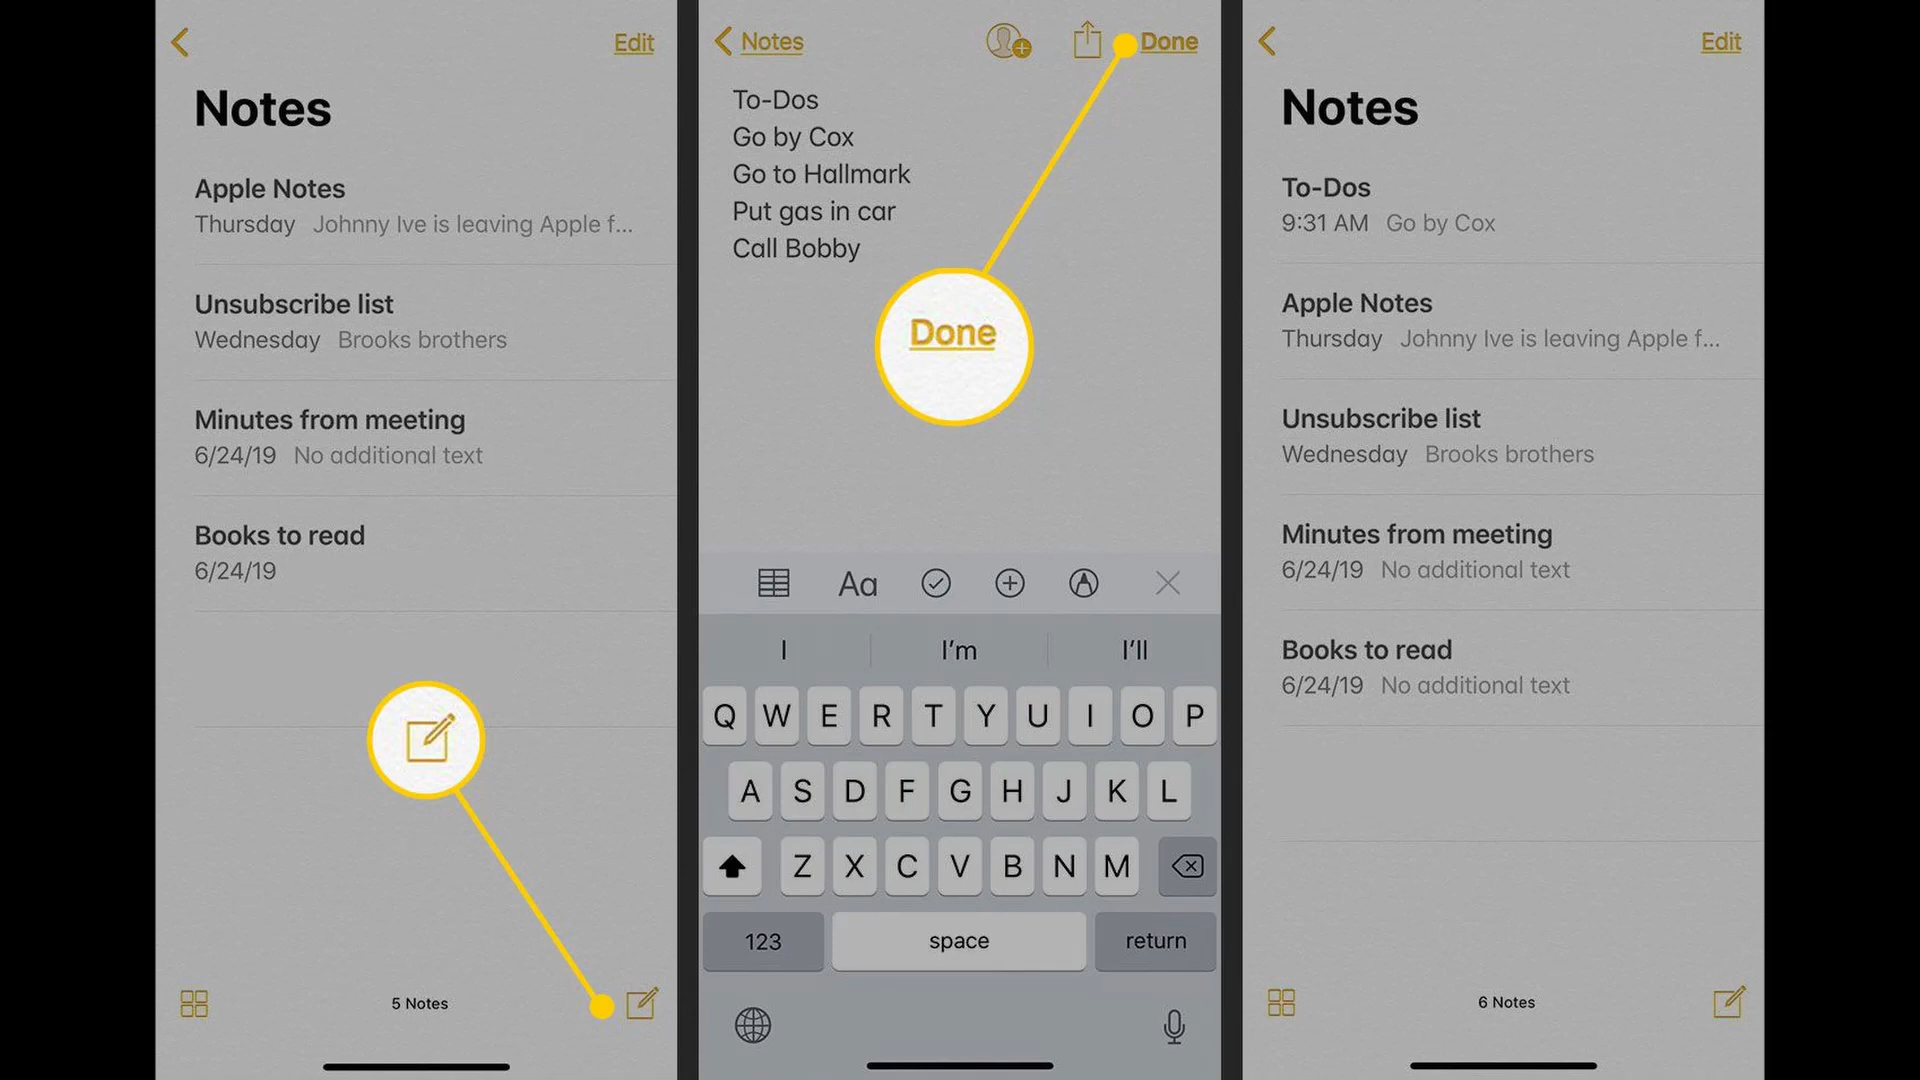 Edit
Notes
Apple Notes
Thursday Johnny Ive is leaving Apple f...
Unsubscribe list
Wednesday Brooks brothers
Minutes from meeting
6/24/19 No additional text
Books to read
6/24/19
5 Notes
Notes
Done
To-Dos
Go by Cox
Go to Hallmark
Put gas in car
Call Bobby
Done
Aa
I I'm I'll
Q W E R T Y U I O P
A S D F G H J K L
Z X C V B N M
123 space return
Edit
Notes
To-Dos
9:31 AM Go by Cox
Apple Notes
Thursday Johnny Ive is leaving Apple f...
Unsubscribe list
Wednesday Brooks brothers
Minutes from meeting
6/24/19 No additional text
Books to read
6/24/19 No additional text
6 Notes